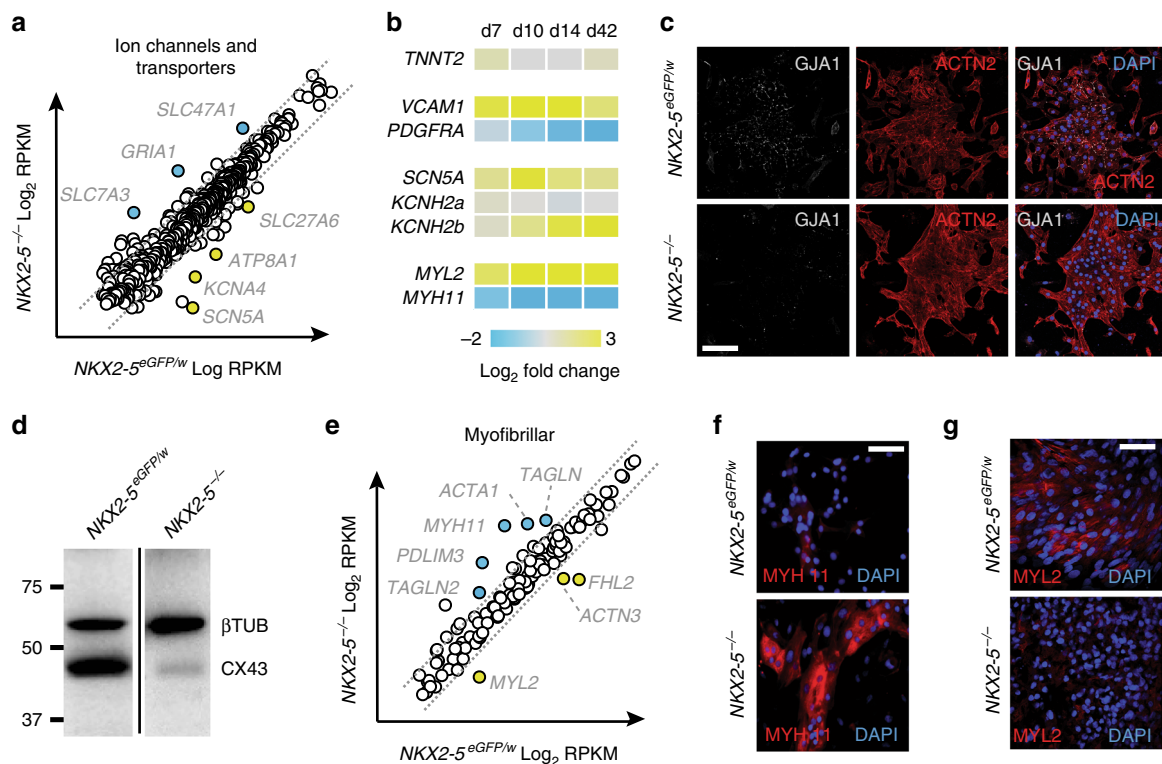 a
Ion channels and
transporters
SLC47A1
GRIA1
SLC7A3
SLC27A6
ATP8A1
KCNA4
SCN5A
NKX2-5−/− Log2 RPKM
NKX2-5eGFP/w Log RPKM
b
d7 d10 d14 d42
TNNT2
VCAM1
PDGFRA
SCN5A
KCNH2a
KCNH2b
MYL2
MYH11
−2 3
Log2 fold change
c
NKX2-5eGFP/w
GJA1 ACTN2 GJA1 DAPI
ACTN2
NKX2-5−/−
GJA1 ACTN2 GJA1 DAPI
d
NKX2-5eGFP/w
NKX2-5−/−
75
50
37
βTUB
CX43
e
Myofibrillar
TAGLN
ACTA1
MYH11
PDLIM3
TAGLN2
FHL2
ACTN3
MYL2
NKX2-5−/− Log2 RPKM
NKX2-5eGFP/w Log2 RPKM
f
NKX2-5eGFP/w
MYH 11 DAPI
NKX2-5−/−
MYH 11 DAPI
g
NKX2-5eGFP/w
MYL2 DAPI
NKX2-5−/−
MYL2 DAPI